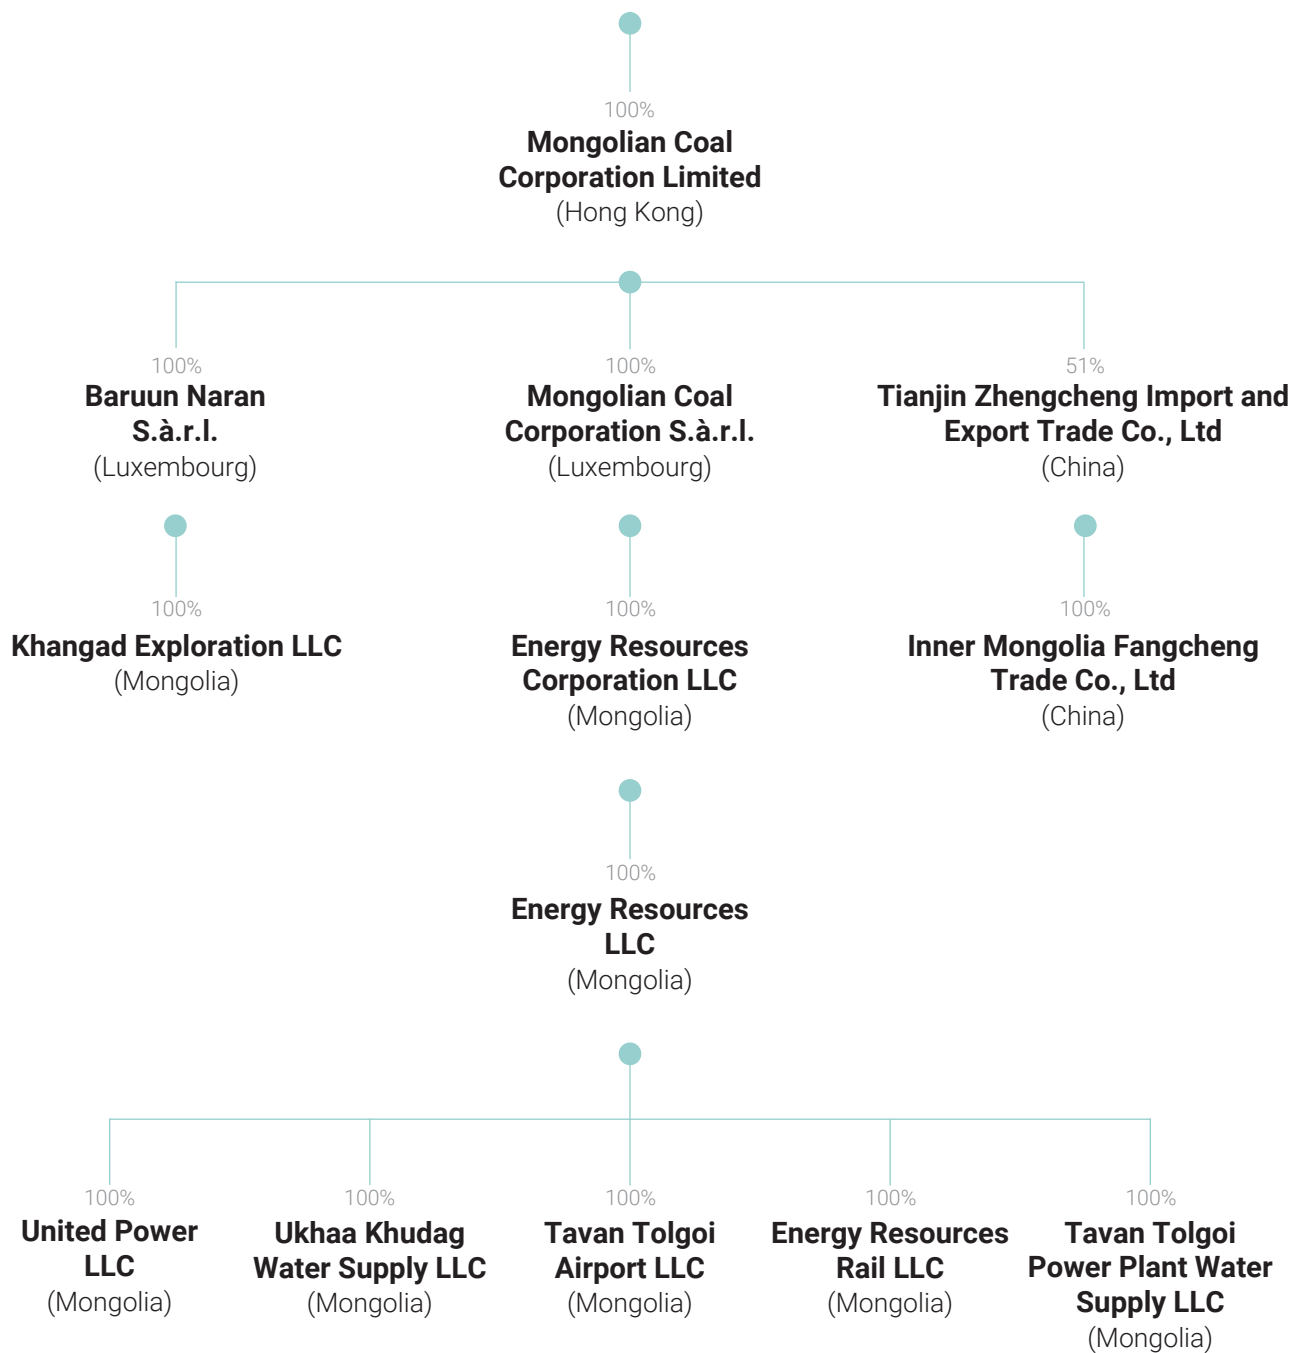 100%
Mongolian Coal
Corporation Limited
(Hong Kong)
100%
Baruun Naran
S.à.r.l.
(Luxembourg)
100%
Mongolian Coal
Corporation S.à.r.l.
(Luxembourg)
51%
Tianjin Zhengcheng Import and
Export Trade Co., Ltd
(China)
100%
Khangad Exploration LLC
(Mongolia)
100%
Energy Resources
Corporation LLC
(Mongolia)
100%
Inner Mongolia Fangcheng
Trade Co., Ltd
(China)
100%
Energy Resources
LLC
(Mongolia)
100%
United Power
LLC
(Mongolia)
100%
Ukhaa Khudag
Water Supply LLC
(Mongolia)
100%
Tavan Tolgoi
Airport LLC
(Mongolia)
100%
Energy Resources
Rail LLC
(Mongolia)
100%
Tavan Tolgoi
Power Plant Water
Supply LLC
(Mongolia)